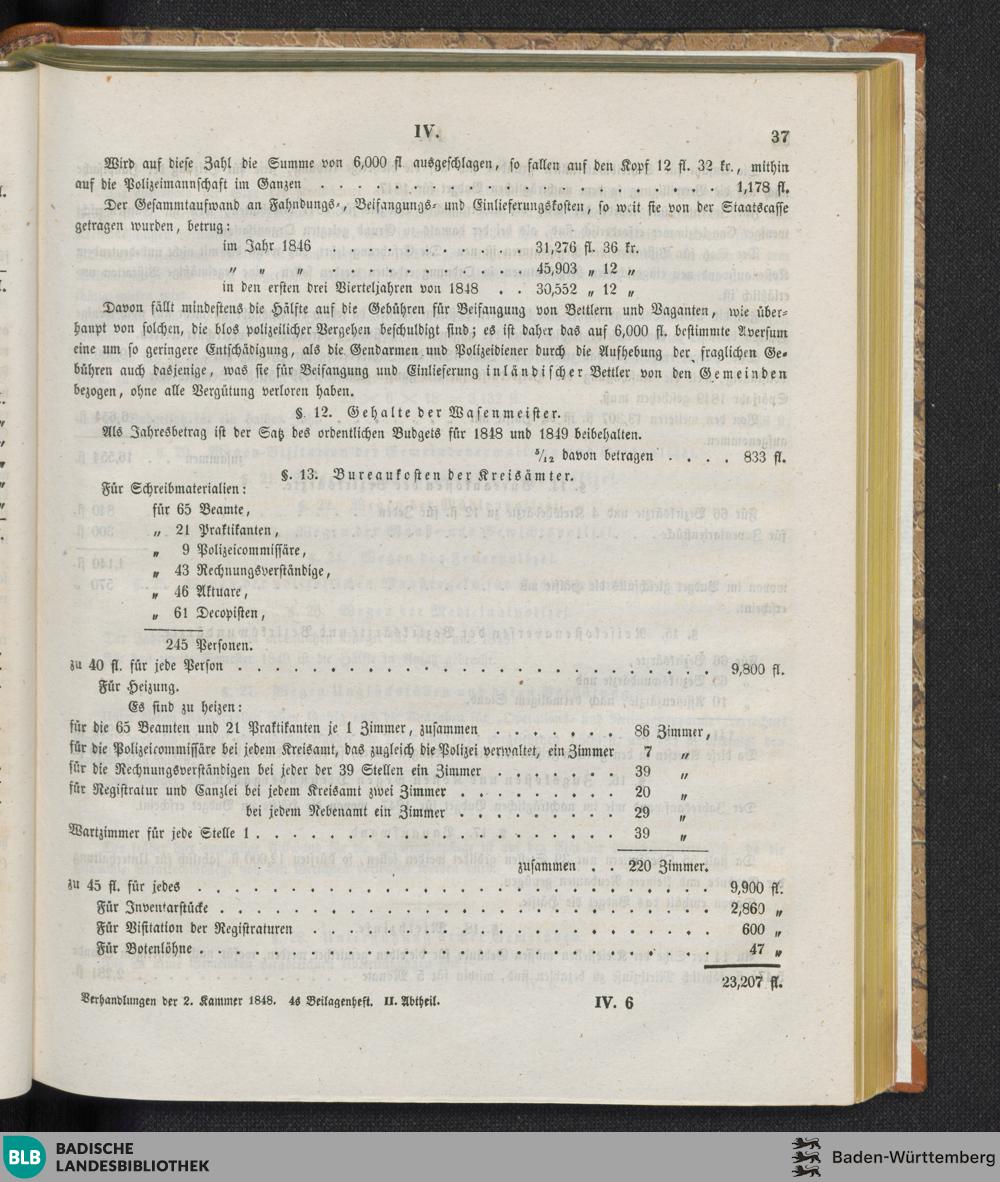 IV.
37
Wird auf diese Zahl die Summe von 6,000 fl ausgeschlagen, so fallen auf den Kopf 12 fl. 32 kr., mithin
auf die Polizeimannschaft im Ganzen . . . . . . . . . . . . . . . . . . . . 1,178 fl.
Der Gesammtaufwand an Fahndungs-, Beifangungs- und Einlieferungskosten, so weit sie von der Staatscasse
getragen wurden, betrug:
im Jahr 1846 . . . . . . . . . . 31,276 fl. 36 kr.
„ „ „ . . . . . . . . . . 45,903 „ 12 „
in den ersten drei Vierteljahren von 1848 . . 30,552 „ 12 „
Davon fällt mindestens die Hälfte auf die Gebühren für Beifangung von Bettlern und Vaganten, wie über-
haupt von solchen, die blos polizeilicher Vergehen beschuldigt sind; es ist daher das auf 6,000 fl. bestimmte Aversum
eine um so geringere Entschädigung, als die Gendarmen und Polizeidiener durch die Aufhebung der fraglichen Ge-
bühren auch dasjenige, was sie für Beifangung und Einlieferung inländischer Bettler von den Gemeinden
bezogen, ohne alle Vergütung verloren haben.
§. 12. Gehalte der Wasenmeister.
Als Jahresbetrag ist der Satz des ordentlichen Budgets für 1848 und 1849 beibehalten.
5/12 davon betragen . . . . 833 fl.
§. 13. Bureaukosten der Kreisämter.
Für Schreibmaterialien:
für 65 Beamte,
„ 21 Praktikanten,
„ 9 Polizeicommissäre,
„ 43 Rechnungsverständige,
„ 46 Aktuare,
„ 61 Decopisten,
245 Personen.
zu 40 fl. für jede Person . . . . . . . . . . . . . . . . . . . . . . 9,800 fl.
Für Heizung.
Es sind zu heizen:
für die 65 Beamten und 21 Praktikanten je 1 Zimmer, zusammen . . . . . . 86 Zimmer,
für die Polizeicommissäre bei jedem Kreisamt, das zugleich die Polizei verwaltet, ein Zimmer 7 „
für die Rechnungsverständigen bei jeder der 39 Stellen ein Zimmer . . . . . . 39 „
für Registratur und Canzlei bei jedem Kreisamt zwei Zimmer . . . . . . . . 20 „
bei jedem Nebenamt ein Zimmer . . . . . . . . 29 „
Wartzimmer für jede Stelle 1 . . . . . . . . . . . . . . . . . 39 „
zusammen . . 220 Zimmer.
zu 45 fl. für jedes . . . . . . . . . . . . . . . . . . . . . . . . 9,900 fl.
Für Inventarstücke . . . . . . . . . . . . . . . . . . . . . . . 2,860 „
Für Visitation der Registraturen . . . . . . . . . . . . . . . . . . 600 „
Für Botenlöhne . . . . . . . . . . . . . . . . . . . . . . . . 47 „
23,207 fl.
Verhandlungen der 2. Kammer 1848. 4s Beilagenheft. II. Abtheil.
IV. 6
BLB BADISCHE
LANDESBIBLIOTHEK
Baden-Württemberg